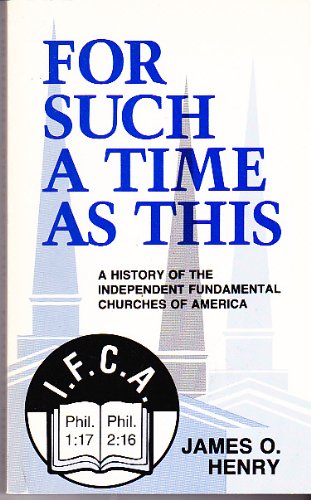 FOR
SUCH
A TIME
AS THIS
A HISTORY OF THE
INDEPENDENT FUNDAMENTAL
CHURCHES OF AMERICA
I.F.C.A.
Phil. Phil.
1:17 2:16
JAMES O.
HENRY